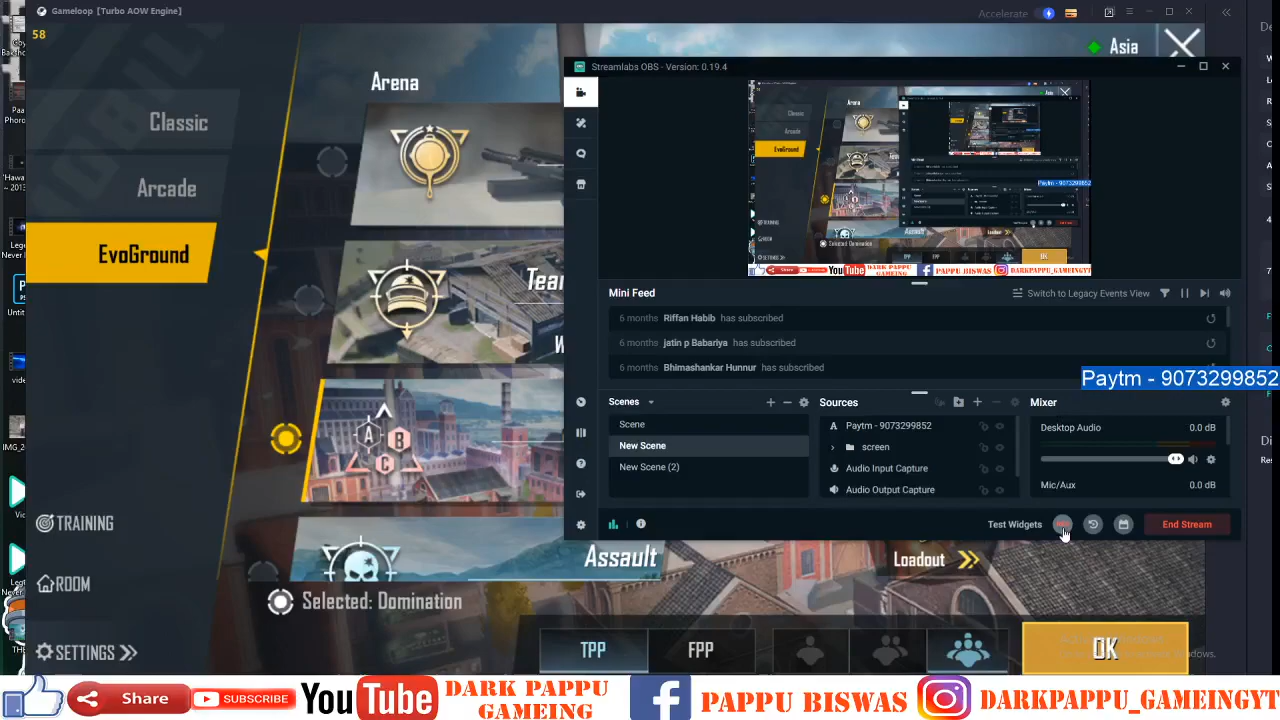 Gameloop [Turbo AOW Engine]
Accelerate
58
Asia
Classic
Arcade
EvoGround
Arena
Assault
Loadout
Selected: Domination
TRAINING
ROOM
SETTINGS
TPP
FPP
OK
Streamlabs OBS - Version: 0.19.4
Mini Feed
Switch to Legacy Events View
6 months Riffan Habib has subscribed
6 months jatin p Babariya has subscribed
6 months Bhimashankar Hunnur has subscribed
Paytm - 9073299852
Scenes
Scene
New Scene
New Scene (2)
Sources
Paytm - 9073299852
screen
Audio Input Capture
Audio Output Capture
Mixer
Desktop Audio 0.0 dB
Mic/Aux 0.0 dB
Test Widgets
End Stream
Share
SUBSCRIBE
YouTube
DARK PAPPU
GAMEING
PAPPU BISWAS
DARKPAPPU_GAMEINGYT